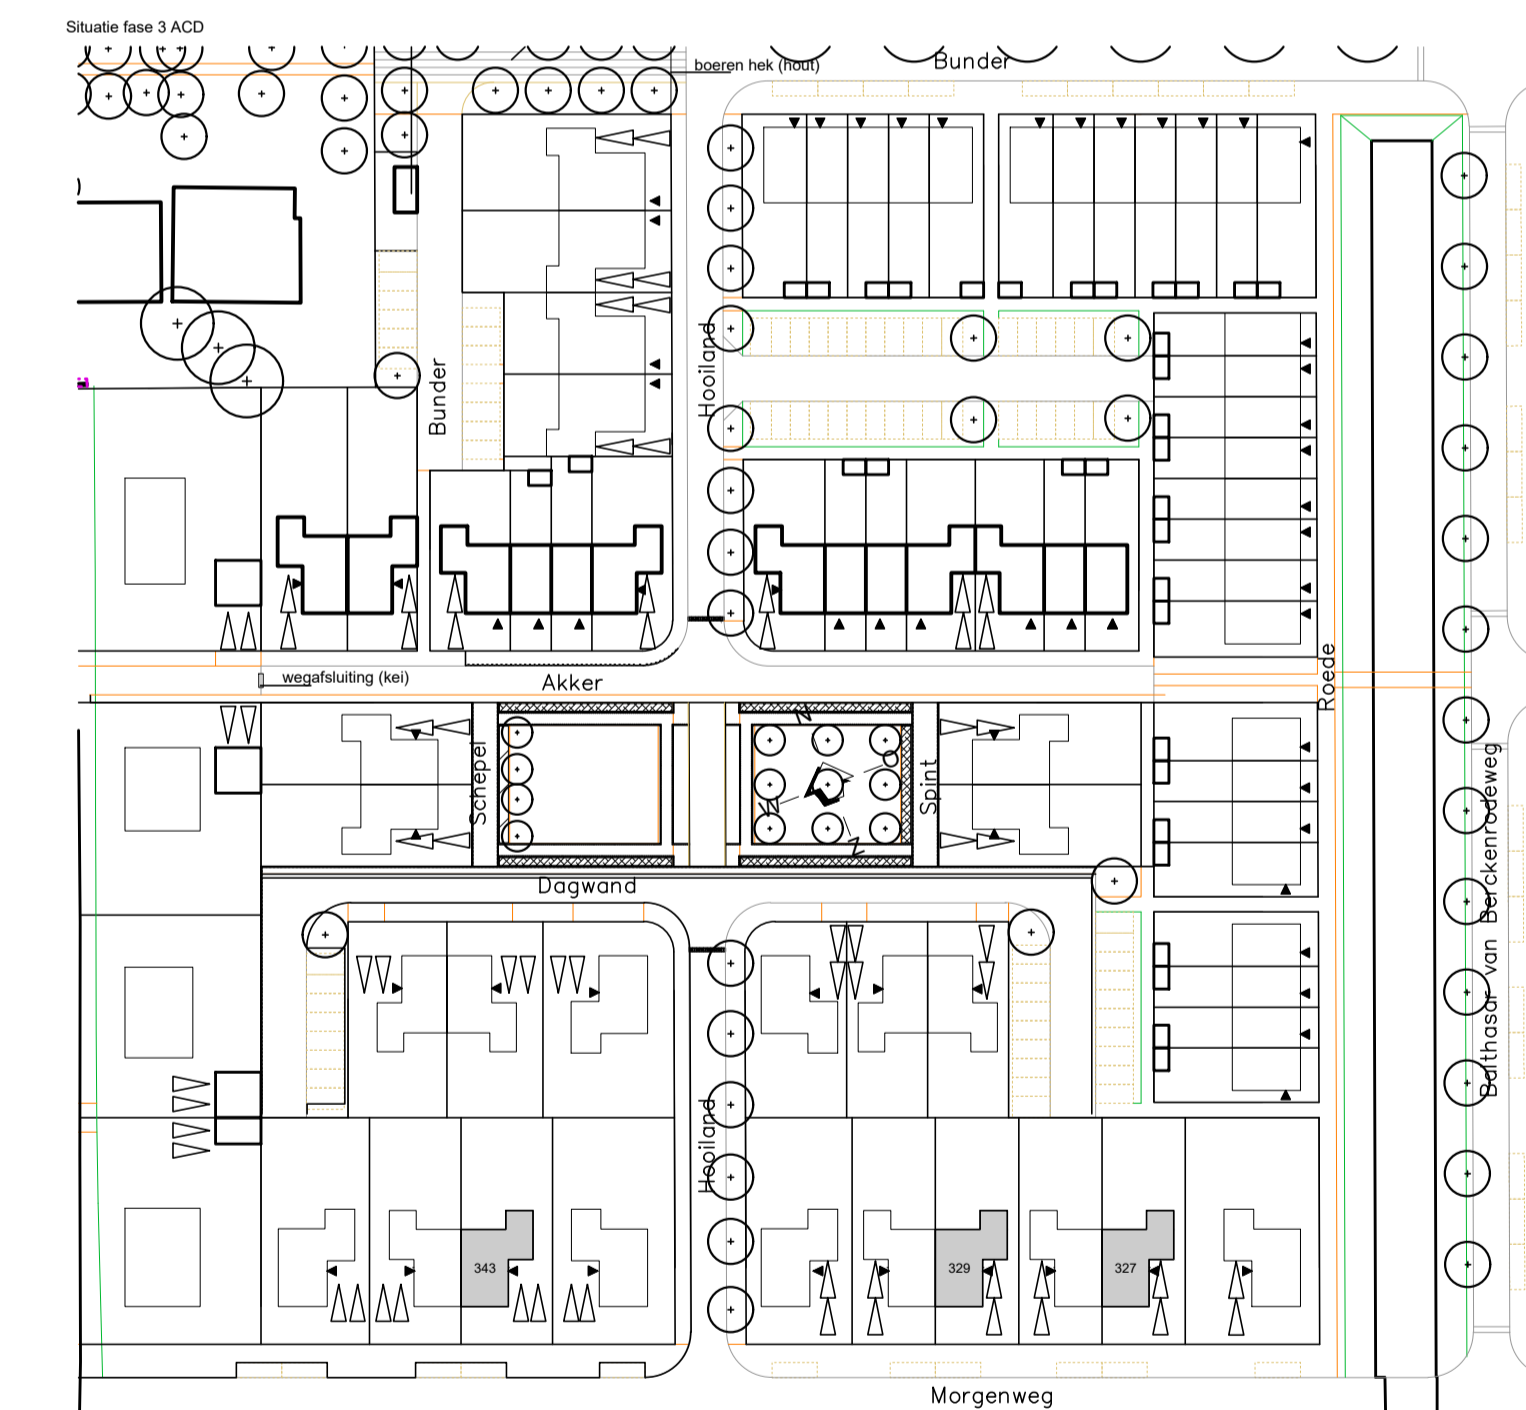 Situatie fase 3 ACD
boeren hek (hout)
Bunder
Hooiland
Bunder
Roede
wegafsluiting (kei)
Akker
N
O
W
Z
Schepel
Spint
Balthasar van Berckenrodeweg
Dagwand
Hooiland
343
329
327
Morgenweg